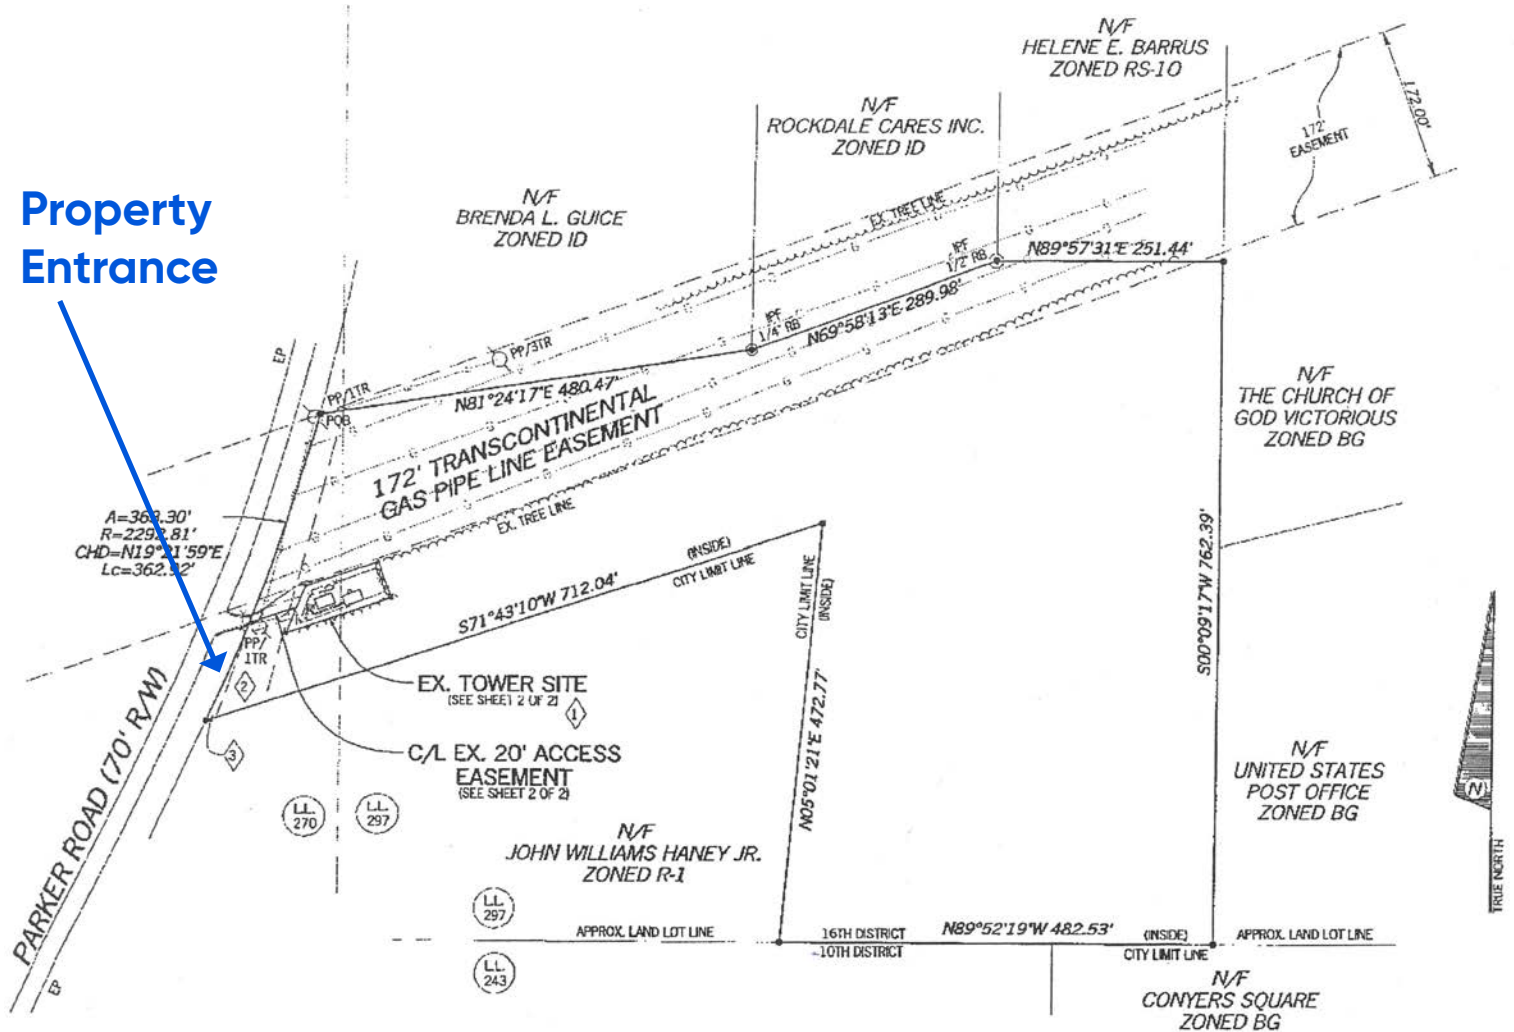 N/F
HELENE E. BARRUS
ZONED RS-10
172.00'
172'
EASEMENT
N/F
ROCKDALE CARES INC.
ZONED ID
N/F
BRENDA L. GUICE
ZONED ID
Property
Entrance
EX. TREE LINE
IPF
1/2" RB
N89°57'31"E 251.44'
N69°58'13"E 289.98'
IPF
1/4" RB
PP/3TR
EP
PP/1TR
POB
N81°24'17"E 480.47'
172' TRANSCONTINENTAL
GAS PIPE LINE EASEMENT
EX. TREE LINE
N/F
THE CHURCH OF
GOD VICTORIOUS
ZONED BG
A=363.30'
R=2292.81'
CHD=N19°21'59"E
Lc=362.92'
(INSIDE)
CITY LIMIT LINE
S71°43'10"W 712.04'
CITY LIMIT LINE
(INSIDE)
S00°09'17"W 762.39'
PP/
1TR
2
EX. TOWER SITE
(SEE SHEET 2 OF 2)
1
3
C/L EX. 20' ACCESS
EASEMENT
(SEE SHEET 2 OF 2)
N05°01'21"E 472.77'
PARKER ROAD (70' R/W)
L.L.
270
L.L.
297
N/F
JOHN WILLIAMS HANEY JR.
ZONED R-1
N/F
UNITED STATES
POST OFFICE
ZONED BG
N
TRUE NORTH
L.L.
297
APPROX. LAND LOT LINE
16TH DISTRICT
10TH DISTRICT
N89°52'19"W 482.53'
(INSIDE)
CITY LIMIT LINE
APPROX. LAND LOT LINE
L.L.
243
EP
N/F
CONYERS SQUARE
ZONED BG